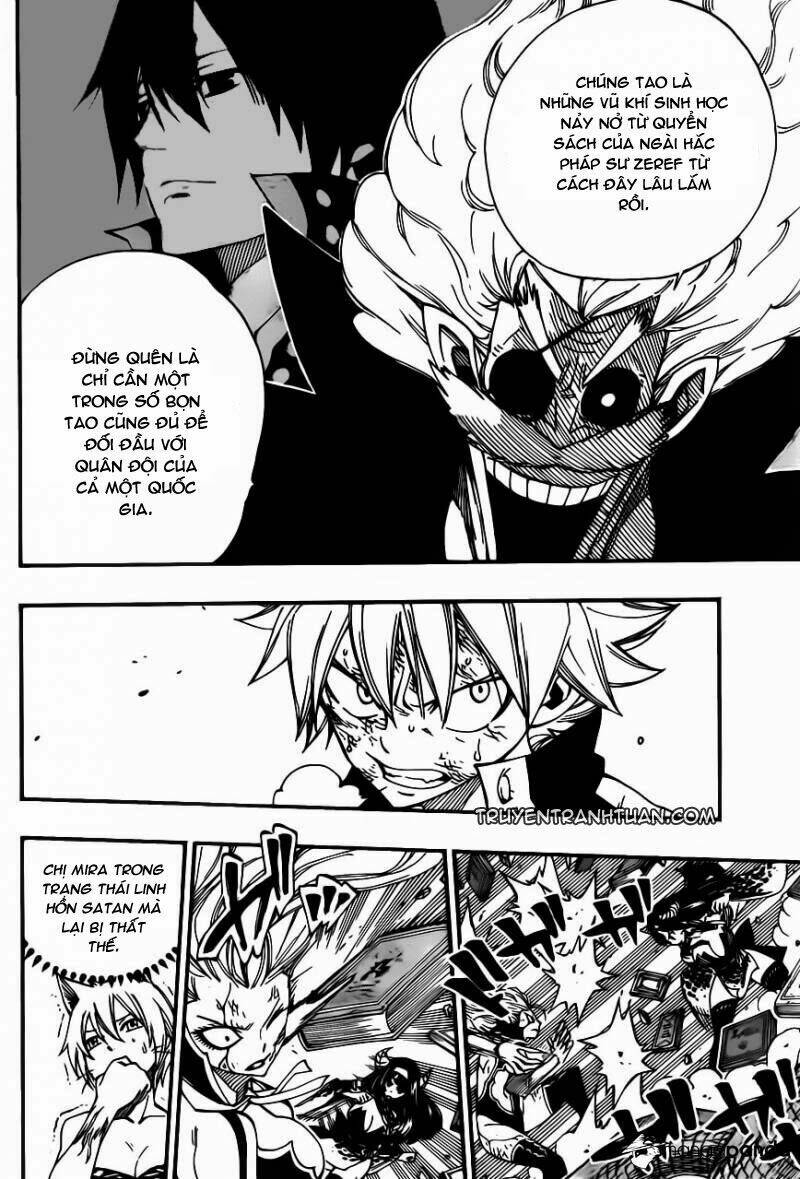 CHÚNG TAO LÀ
NHỮNG VŨ KHÍ SINH HỌC
NẢY NỞ TỪ QUYỂN
SÁCH CỦA NGÀI HẮC
PHÁP SƯ ZEREF TỪ
CÁCH ĐÂY LÂU LẮM
RỒI.
ĐỪNG QUÊN LÀ
CHỈ CẦN MỘT
TRONG SỐ BỌN
TAO CŨNG ĐỦ ĐỂ
ĐỐI ĐẦU VỚI
QUÂN ĐỘI CỦA
CẢ MỘT QUỐC
GIA.
TRUYENTRANHTUAN.COM
CHỊ MIRA TRONG
TRẠNG THÁI LINH
HỒN SATAN MÀ
LẠI BỊ THẤT
THẾ.